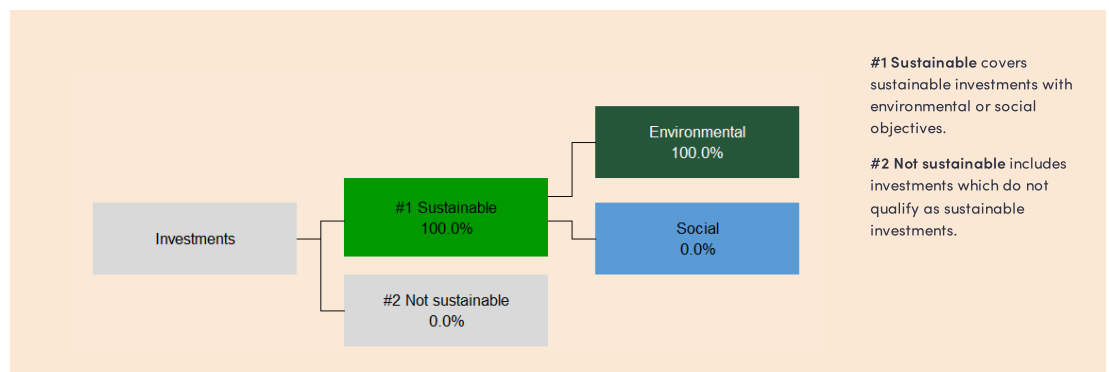 Investments
#1 Sustainable
100.0%
#2 Not sustainable
0.0%
Environmental
100.0%
Social
0.0%
#1 Sustainable covers
sustainable investments with
environmental or social
objectives.
#2 Not sustainable includes
investments which do not
qualify as sustainable
investments.